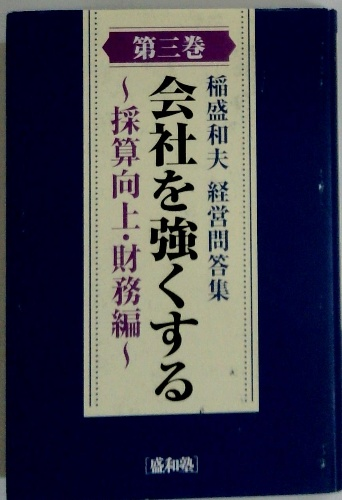 第三巻
稲盛和夫 経営問答集
会社を強くする
～採算向上・財務編～
［盛和塾］